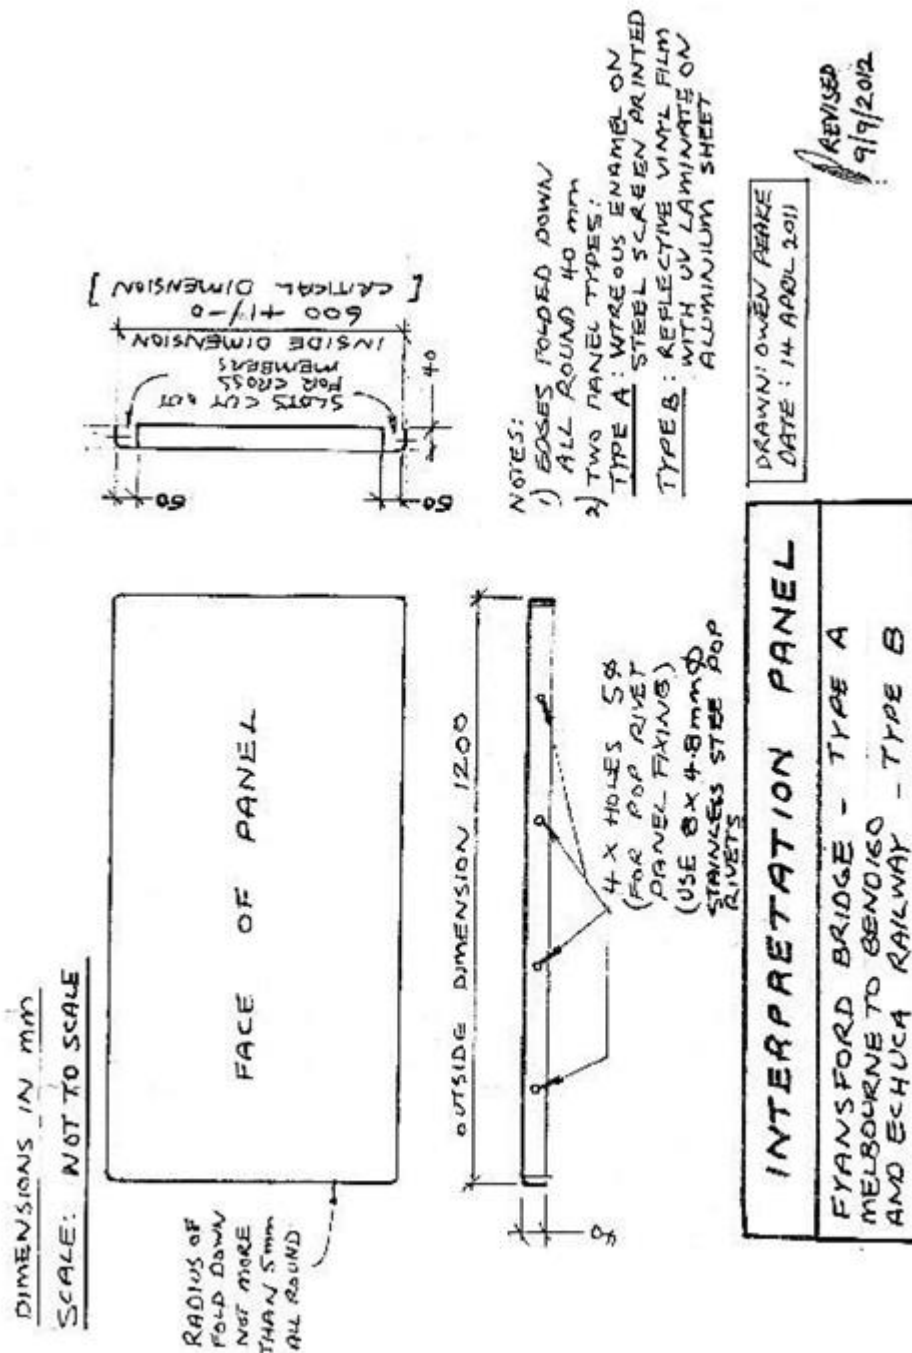 DIMENSIONS IN mm
SCALE: NOT TO SCALE
RADIUS OF
FOLD DOWN
NOT MORE
THAN 5mm
ALL ROUND
FACE OF PANEL
50
50
SLOTS CUT OUT
FOR CROSS
MEMBERS
INSIDE DIMENSION
600 +1/-0
[CRITICAL DIMENSION]
40
OUTSIDE DIMENSION 1200
40
4 X HOLES 5Ø
(FOR POP RIVET
PANEL FIXING)
(USE 8 X 4.8mm Ø
STAINLESS STEE POP
RIVETS
NOTES:
1) EDGES FOLDED DOWN
ALL ROUND 40 mm
2) TWO PANEL TYPES:
TYPE A: VITREOUS ENAMEL ON
STEEL SCREEN PRINTED
TYPE B: REFLECTIVE VINYL FILM
WITH UV LAMINATE ON
ALUMINIUM SHEET
INTERPRETATION PANEL
FYANSFORD BRIDGE - TYPE A
MELBOURNE TO BENDIGO
AND ECHUCA RAILWAY - TYPE B
DRAWN: OWEN PEAKE
DATE: 14 APRIL 2011
REVISED
9/9/2012